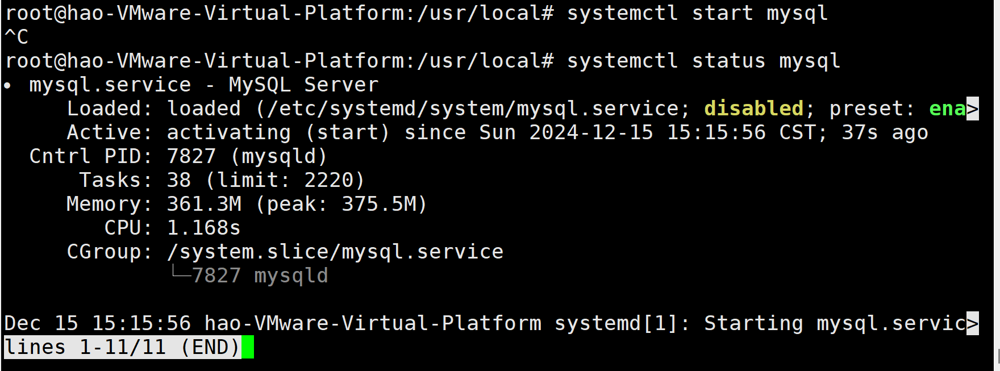 root@hao-VMware-Virtual-Platform:/usr/local# systemctl start mysql
^C
root@hao-VMware-Virtual-Platform:/usr/local# systemctl status mysql
● mysql.service - MySQL Server
     Loaded: loaded (/etc/systemd/system/mysql.service; disabled; preset: ena>
     Active: activating (start) since Sun 2024-12-15 15:15:56 CST; 37s ago
  Cntrl PID: 7827 (mysqld)
      Tasks: 38 (limit: 2220)
     Memory: 361.3M (peak: 375.5M)
        CPU: 1.168s
     CGroup: /system.slice/mysql.service
             └─7827 mysqld
Dec 15 15:15:56 hao-VMware-Virtual-Platform systemd[1]: Starting mysql.servic>
lines 1-11/11 (END)